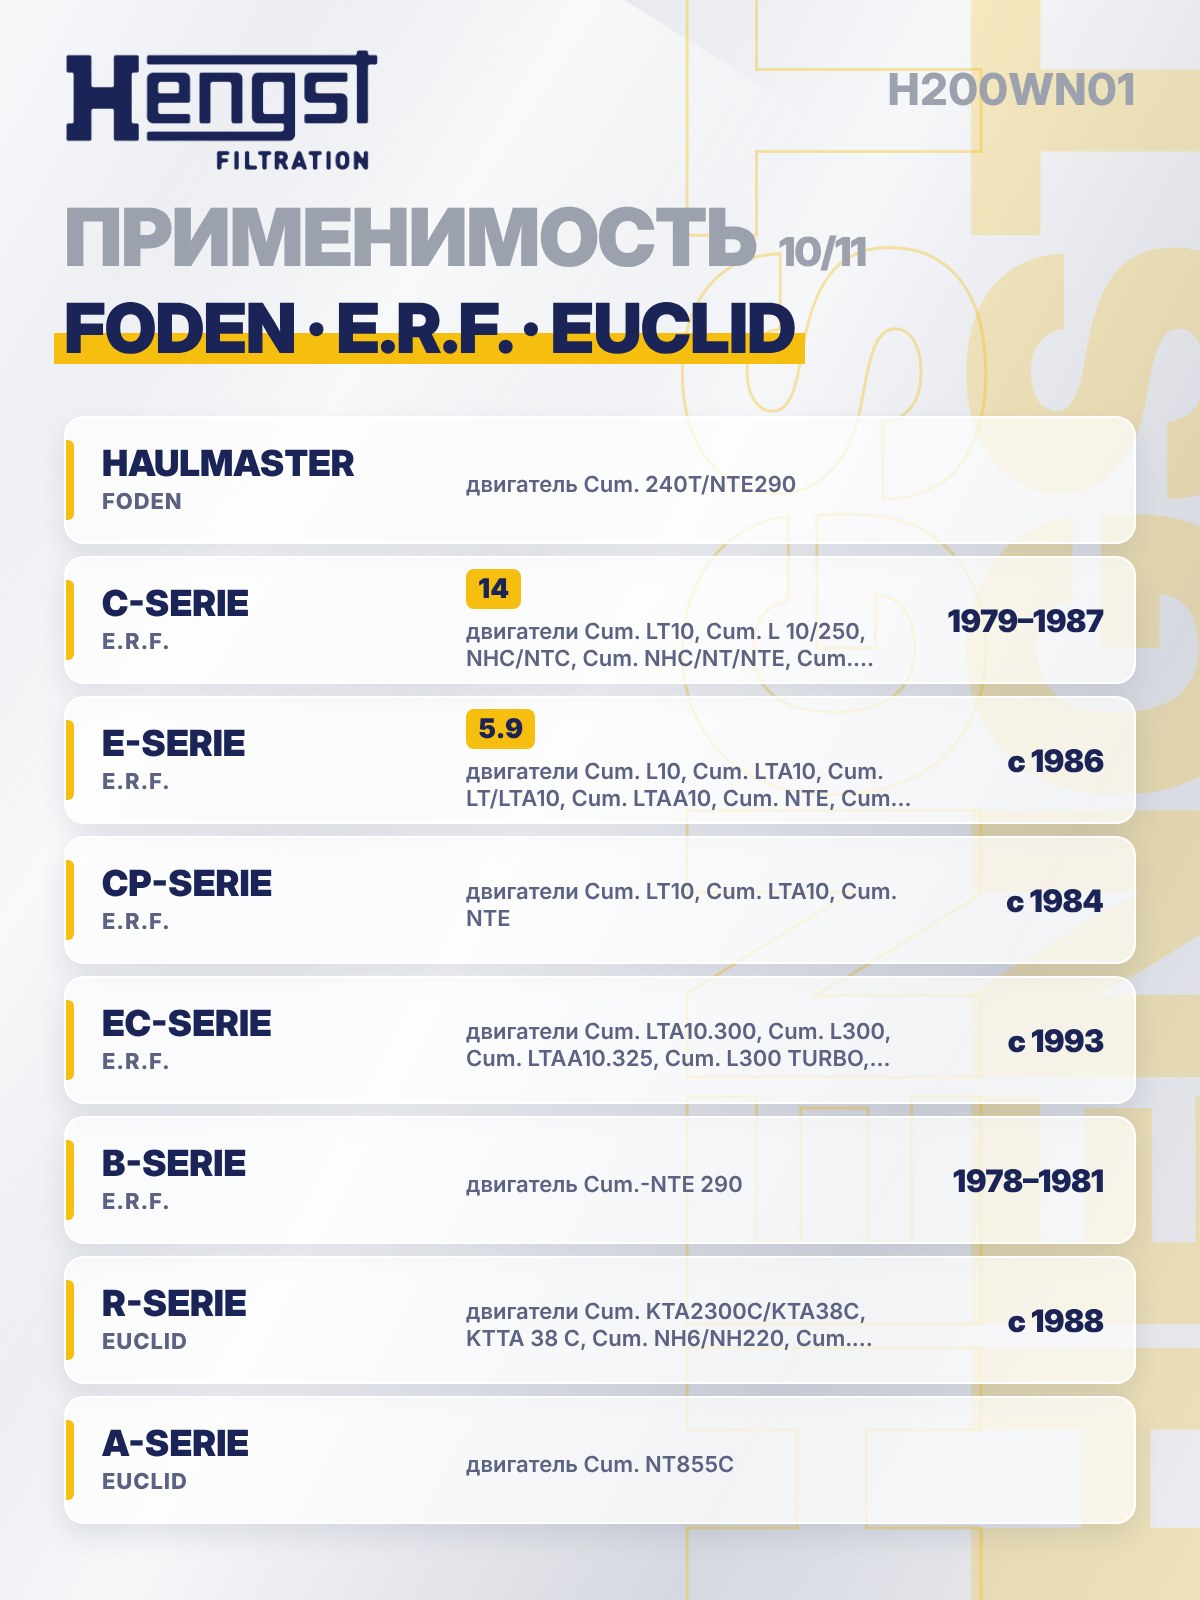 Hengst
FILTRATION
H200WN01
ПРИМЕНИМОСТЬ 10/11
FODEN · E.R.F. · EUCLID
HAULMASTER
FODEN
двигатель Cum. 240T/NTE290
C-SERIE
E.R.F.
14
двигатели Cum. LT10, Cum. L 10/250,
NHC/NTC, Cum. NHC/NT/NTE, Cum....
1979–1987
E-SERIE
E.R.F.
5.9
двигатели Cum. L10, Cum. LTA10, Cum.
LT/LTA10, Cum. LTAA10, Cum. NTE, Cum...
с 1986
CP-SERIE
E.R.F.
двигатели Cum. LT10, Cum. LTA10, Cum.
NTE
с 1984
EC-SERIE
E.R.F.
двигатели Cum. LTA10.300, Cum. L300,
Cum. LTAA10.325, Cum. L300 TURBO,...
с 1993
B-SERIE
E.R.F.
двигатель Cum.-NTE 290
1978–1981
R-SERIE
EUCLID
двигатели Cum. KTA2300C/KTA38C,
KTTA 38 C, Cum. NH6/NH220, Cum....
с 1988
A-SERIE
EUCLID
двигатель Cum. NT855C
HENGST
HENGST